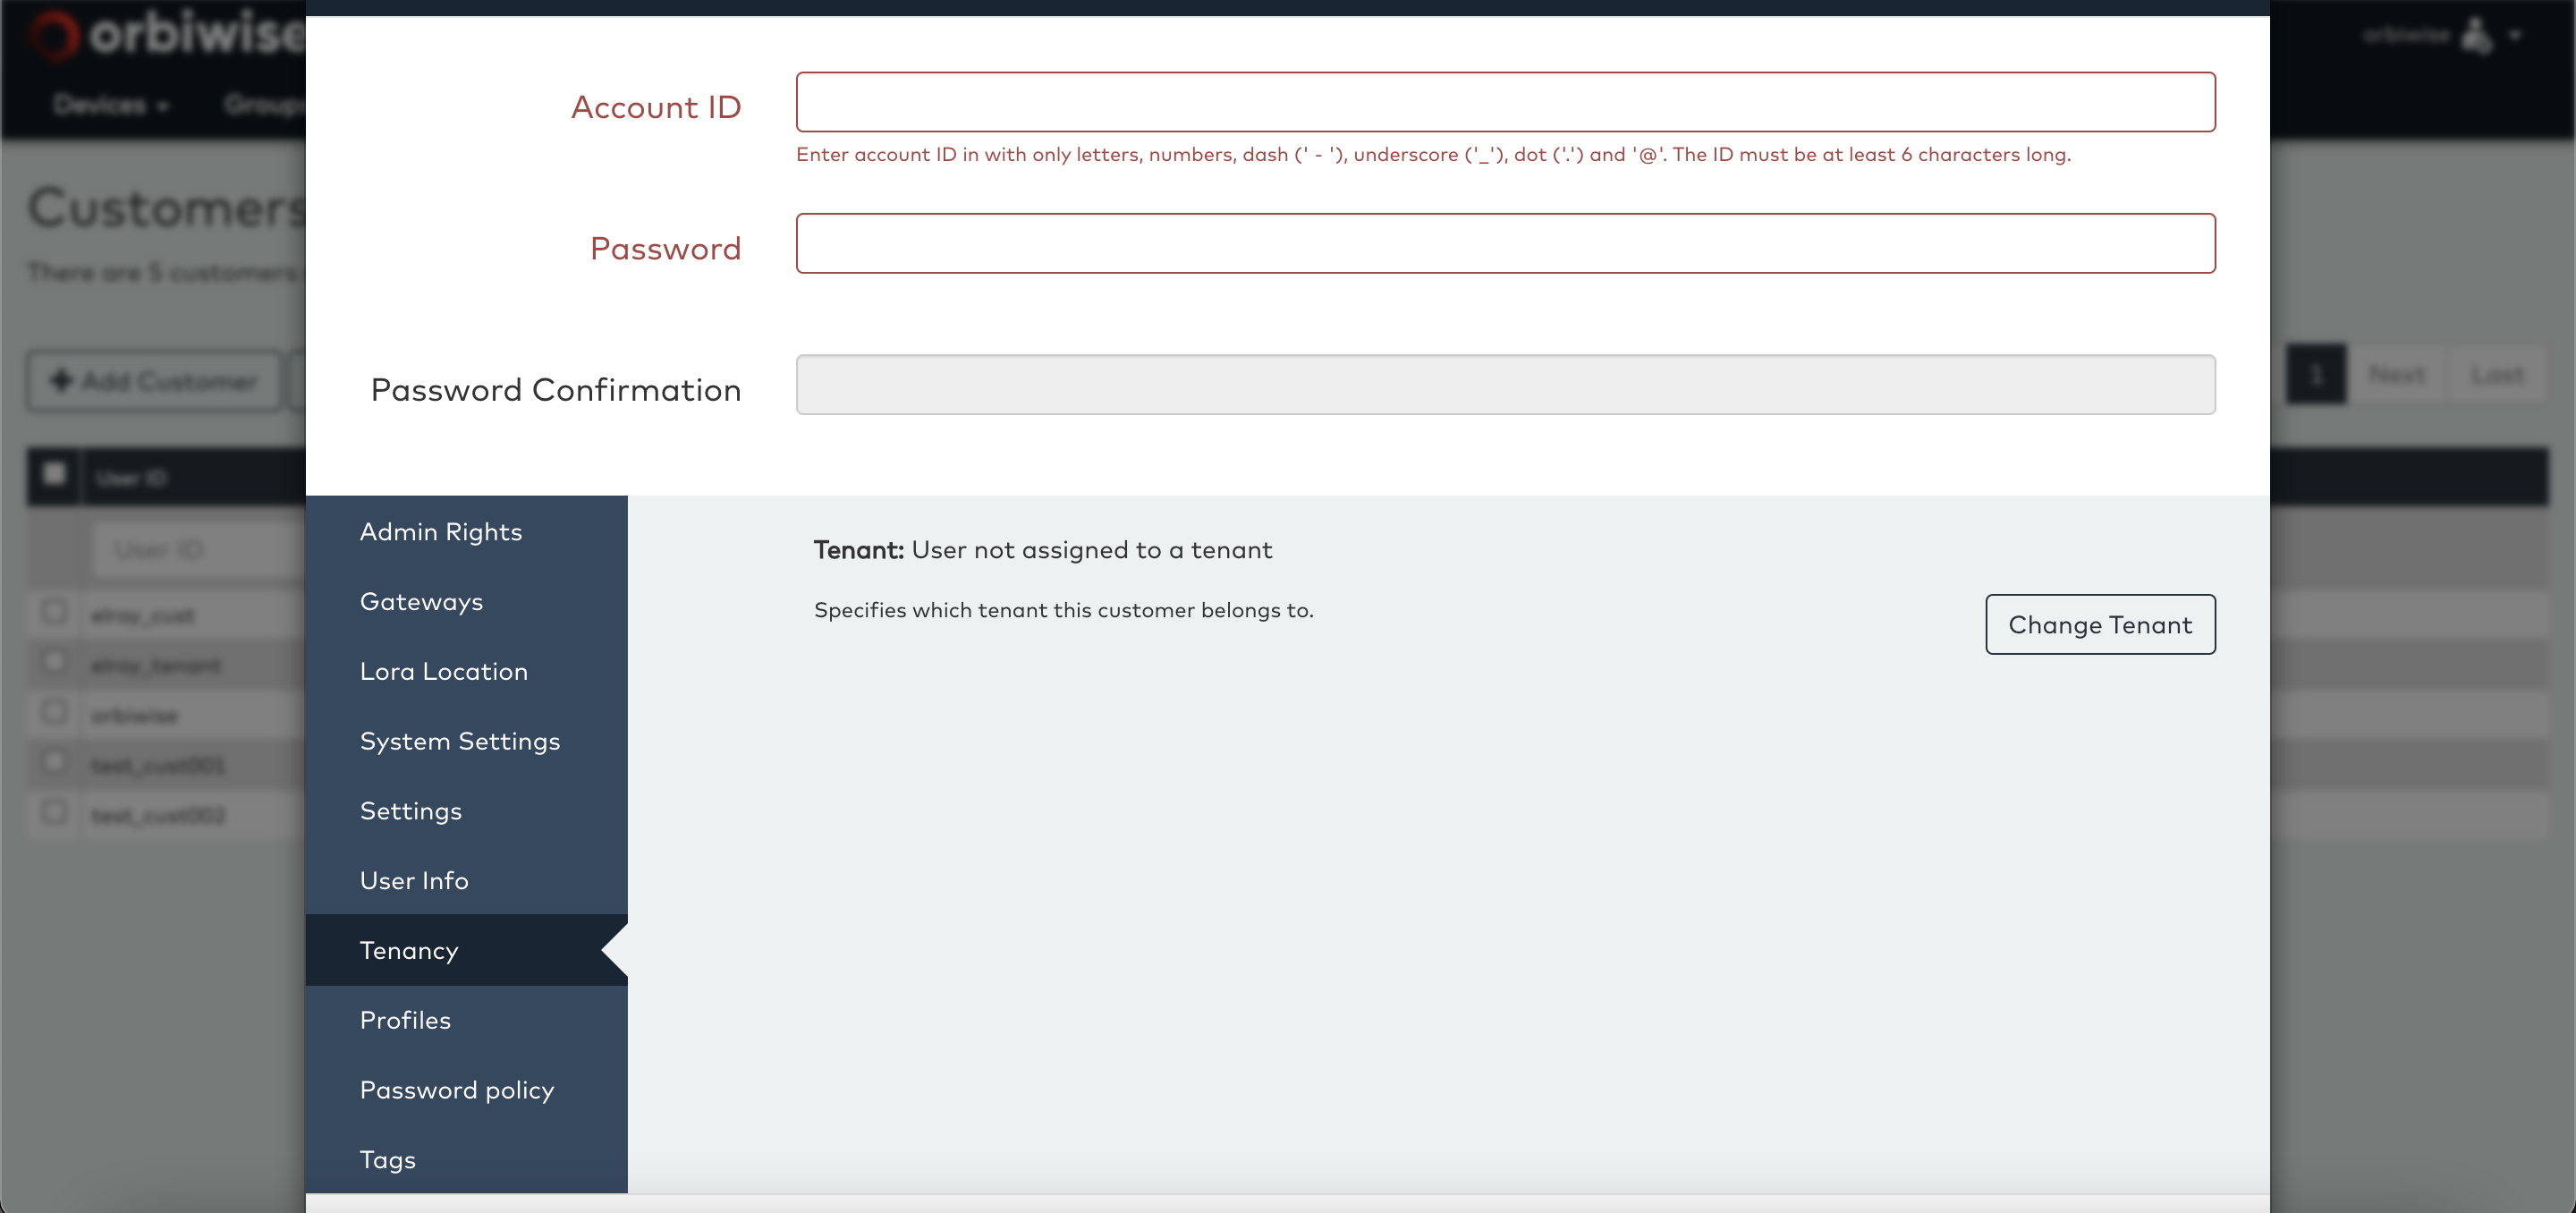 orbiwise
orbiwise
Devices
Groups
Customers
There are 5 customers
Add Customer
1
Next
Last
User ID
User ID
elroy_cust
elroy_tenant
orbiwise
test_cust001
test_cust002
Account ID
Enter account ID in with only letters, numbers, dash (' - '), underscore ('_'), dot ('.') and '@'. The ID must be at least 6 characters long.
Password
Password Confirmation
Admin Rights
Gateways
Lora Location
System Settings
Settings
User Info
Tenancy
Profiles
Password policy
Tags
Tenant: User not assigned to a tenant
Specifies which tenant this customer belongs to.
Change Tenant